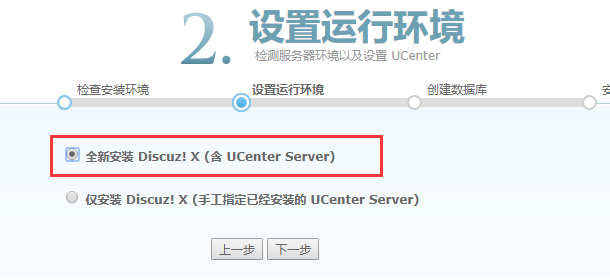 2. 设置运行环境
检测服务器环境以及设置 UCenter
检查安装环境 设置运行环境 创建数据库 安
全新安装 Discuz! X (含 UCenter Server)
仅安装 Discuz! X (手工指定已经安装的 UCenter Server)
上一步 下一步